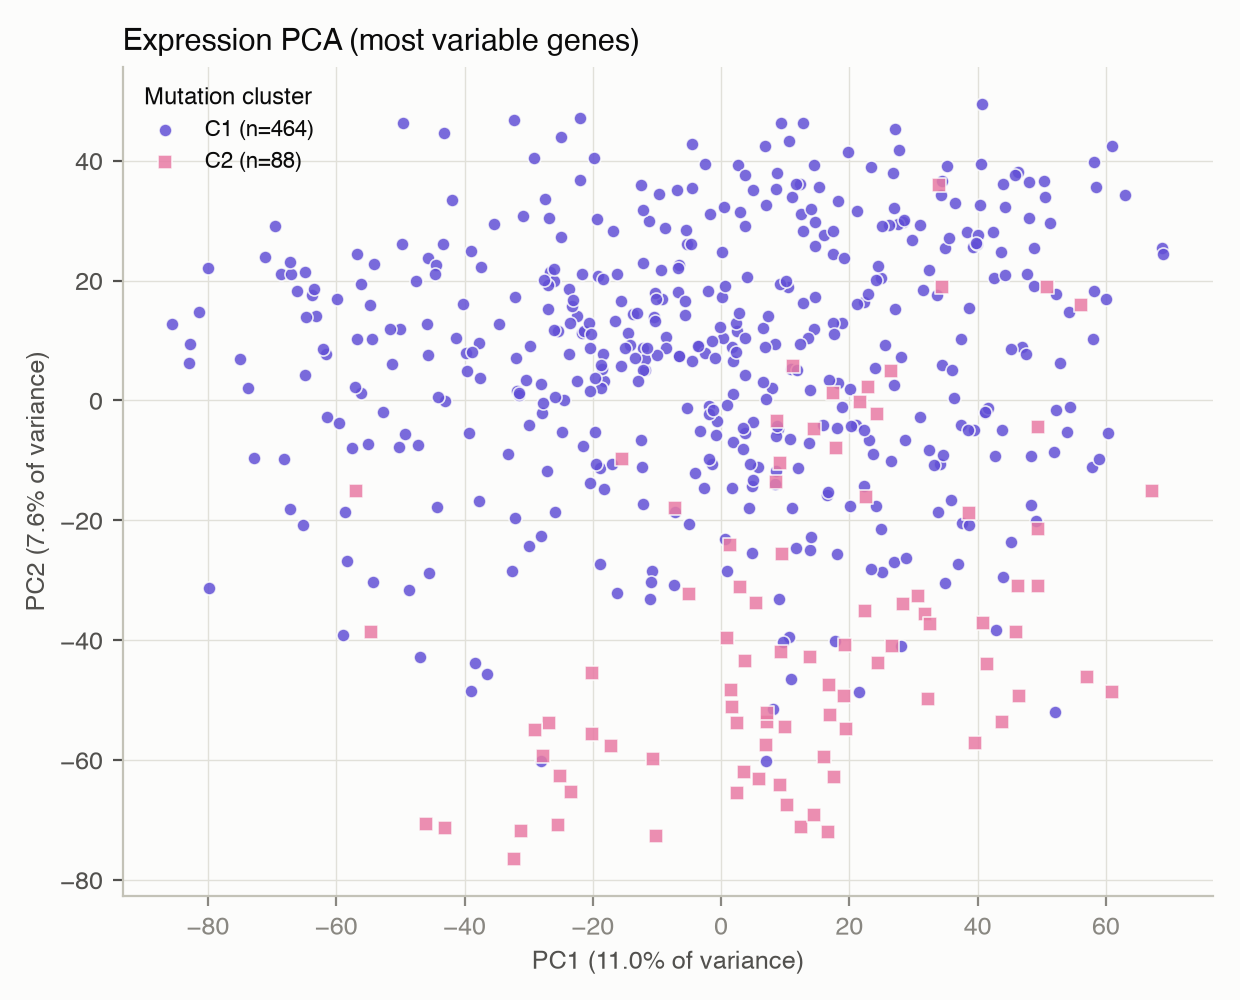 Expression PCA (most variable genes)
Mutation cluster
C1 (n=464)
C2 (n=88)
40
20
0
−20
−40
−60
−80
PC2 (7.6% of variance)
−80 −60 −40 −20 0 20 40 60
PC1 (11.0% of variance)